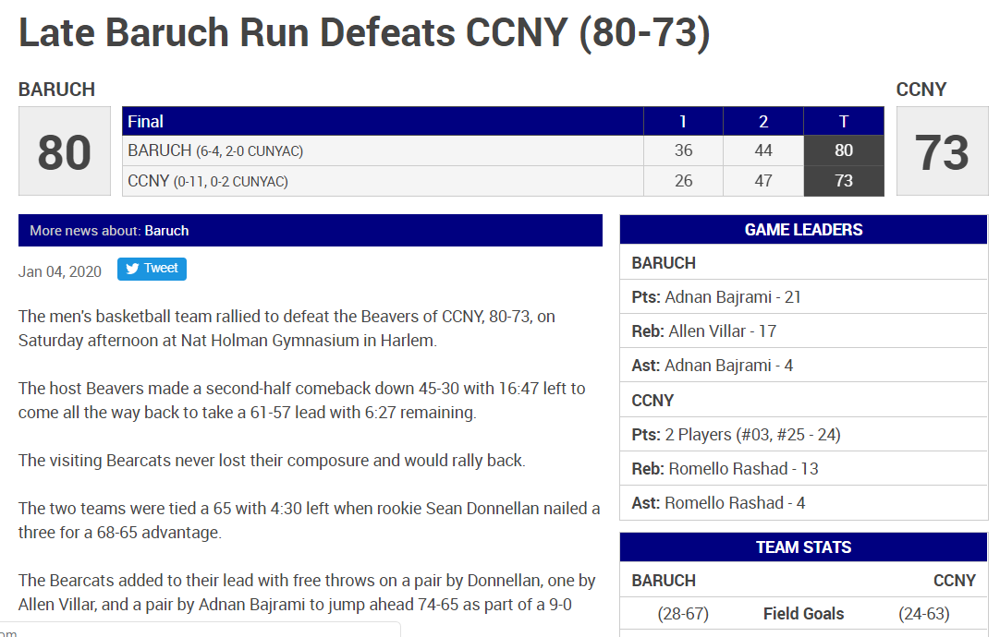 Late Baruch Run Defeats CCNY (80-73)
BARUCH
CCNY
80
Final 1 2 T
BARUCH (6-4, 2-0 CUNYAC) 36 44 80
CCNY (0-11, 0-2 CUNYAC) 26 47 73
73
More news about: Baruch
Jan 04, 2020 Tweet
The men's basketball team rallied to defeat the Beavers of CCNY, 80-73, on
Saturday afternoon at Nat Holman Gymnasium in Harlem.
The host Beavers made a second-half comeback down 45-30 with 16:47 left to
come all the way back to take a 61-57 lead with 6:27 remaining.
The visiting Bearcats never lost their composure and would rally back.
The two teams were tied a 65 with 4:30 left when rookie Sean Donnellan nailed a
three for a 68-65 advantage.
The Bearcats added to their lead with free throws on a pair by Donnellan, one by
Allen Villar, and a pair by Adnan Bajrami to jump ahead 74-65 as part of a 9-0
GAME LEADERS
BARUCH
Pts: Adnan Bajrami - 21
Reb: Allen Villar - 17
Ast: Adnan Bajrami - 4
CCNY
Pts: 2 Players (#03, #25 - 24)
Reb: Romello Rashad - 13
Ast: Romello Rashad - 4
TEAM STATS
BARUCH CCNY
(28-67) Field Goals (24-63)